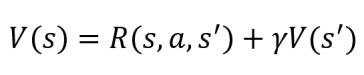 V(s) = R(s, a, s′) + γV(s′)